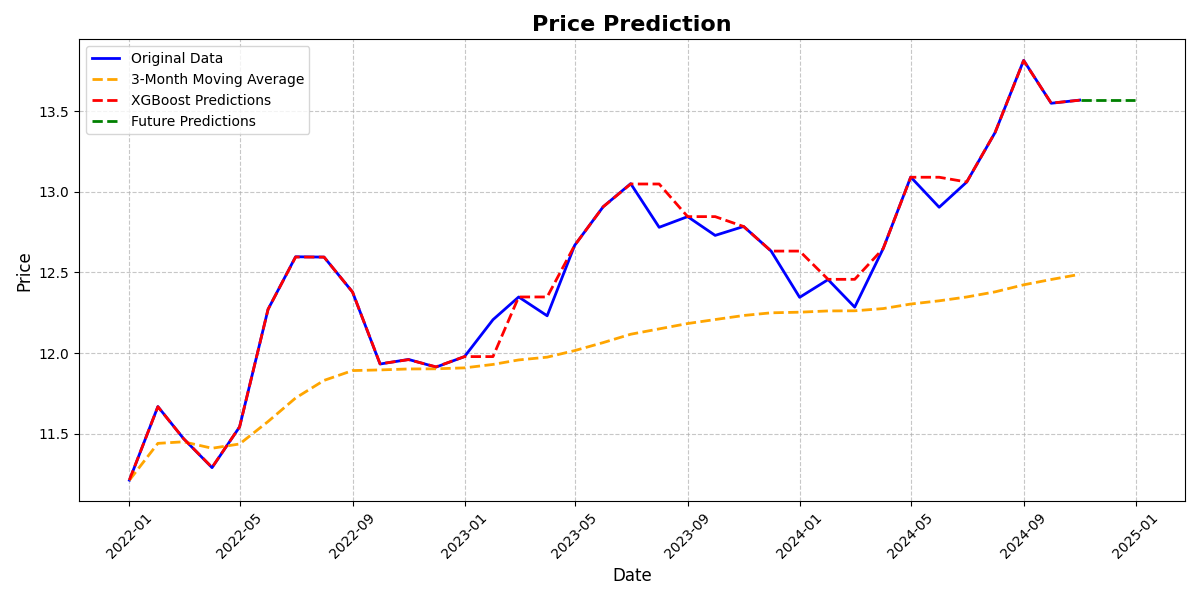 Price Prediction
Original Data
3-Month Moving Average
XGBoost Predictions
Future Predictions
Price
13.5
13.0
12.5
12.0
11.5
2022-01
2022-05
2022-09
2023-01
2023-05
2023-09
2024-01
2024-05
2024-09
2025-01
Date